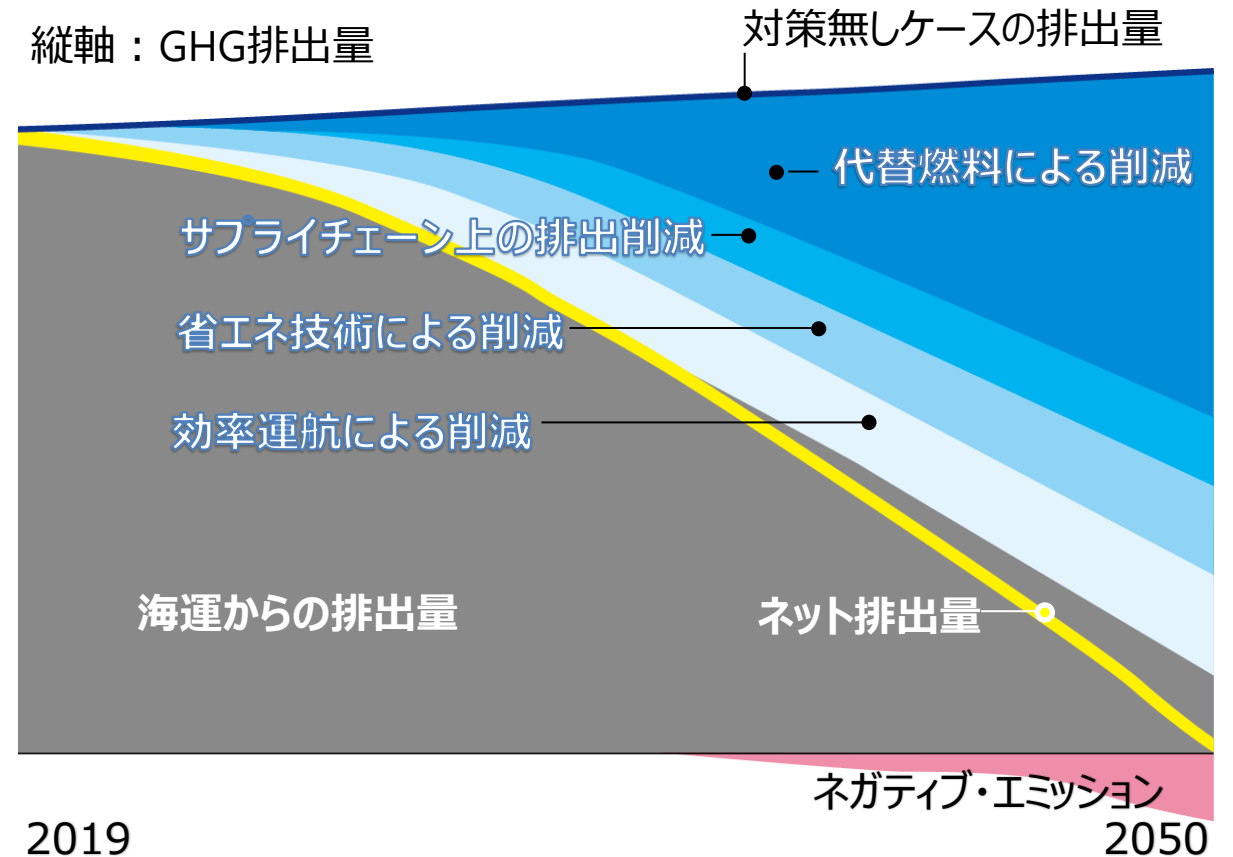 縦軸：GHG排出量
対策無しケースの排出量
代替燃料による削減
サプライチェーン上の排出削減
省エネ技術による削減
効率運航による削減
海運からの排出量
ネット排出量
ネガティブ・エミッション
2019
2050